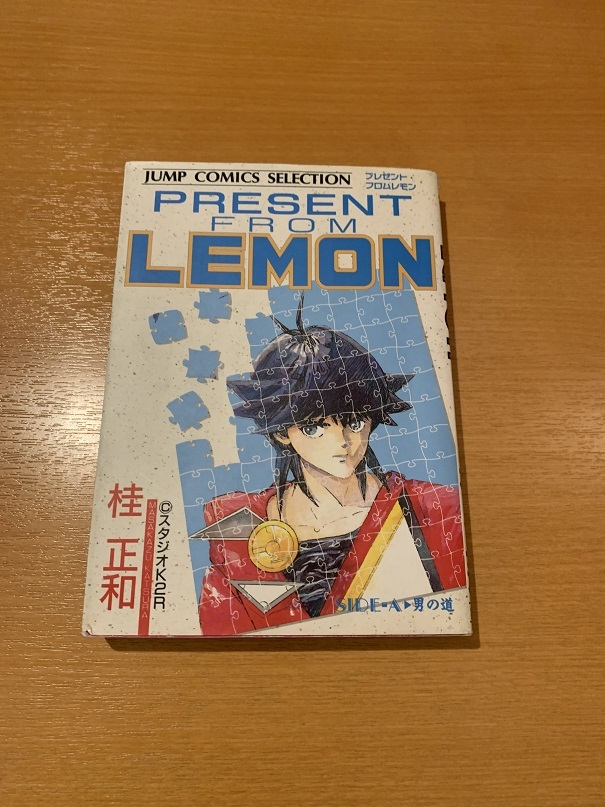 JUMP COMICS SELECTION
プレゼント・
フロムレモン
PRESENT
FROM
LEMON
桂正和
MASAKAZU KATSURA
©スタジオK2R
SIDE・A▶男の道